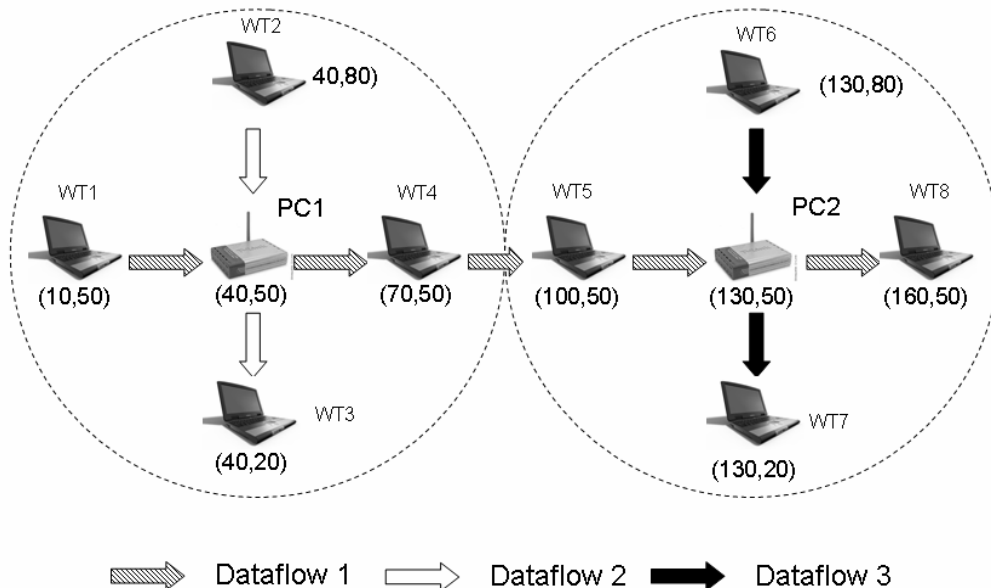 WT2
40,80)
WT6
(130,80)
WT1
PC1
WT4
WT5
PC2
WT8
(10,50)
(40,50)
(70,50)
(100,50)
(130,50)
(160,50)
WT3
(40,20)
WT7
(130,20)
Dataflow 1
Dataflow 2
Dataflow 3